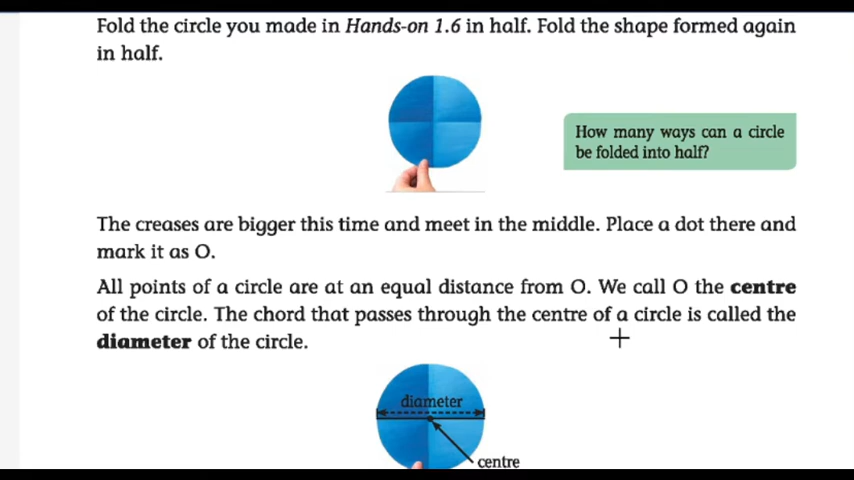 Fold the circle you made in Hands-on 1.6 in half. Fold the shape formed again
in half.
How many ways can a circle
be folded into half?
The creases are bigger this time and meet in the middle. Place a dot there and
mark it as O.
All points of a circle are at an equal distance from O. We call O the centre
of the circle. The chord that passes through the centre of a circle is called the
diameter of the circle.
diameter
centre